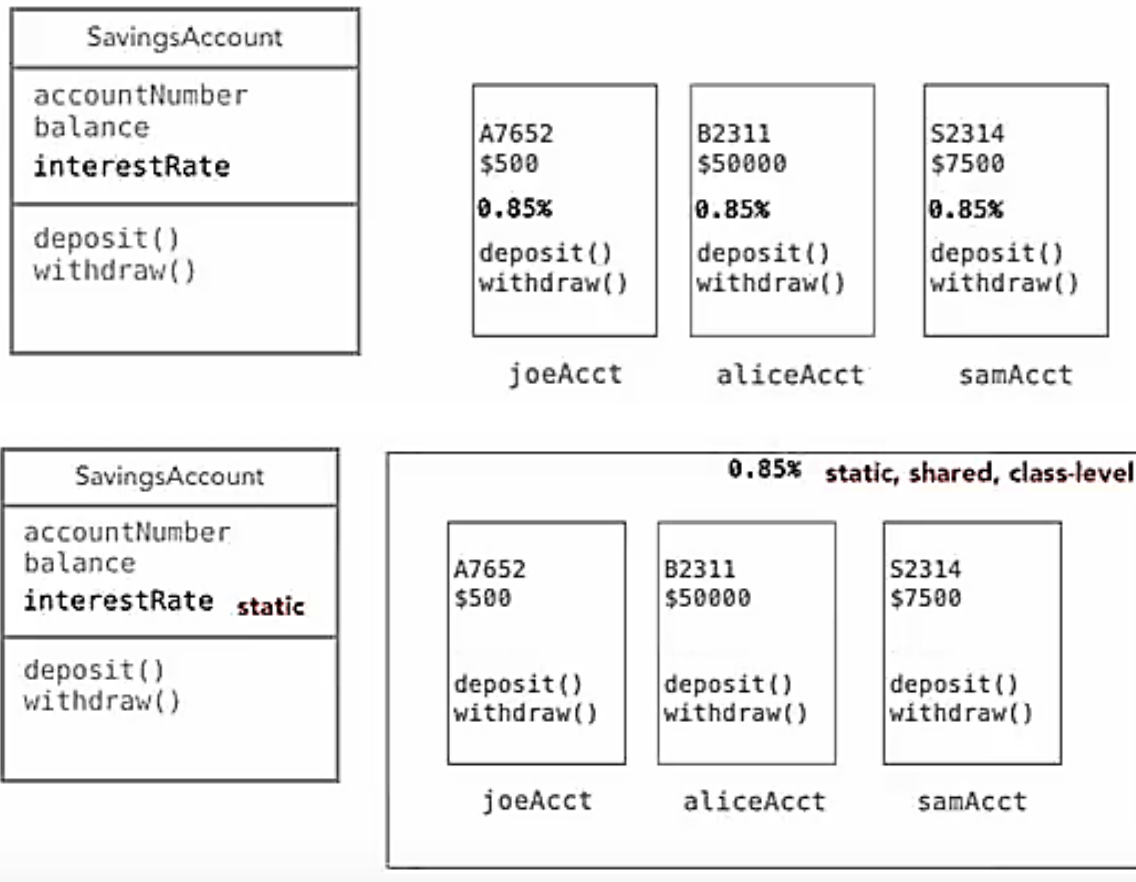 SavingsAccount
accountNumber
balance
interestRate
deposit()
withdraw()
A7652
$500
0.85%
deposit()
withdraw()
joeAcct
B2311
$50000
0.85%
deposit()
withdraw()
aliceAcct
S2314
$7500
0.85%
deposit()
withdraw()
samAcct
SavingsAccount
accountNumber
balance
interestRate static
deposit()
withdraw()
0.85% static, shared, class-level
A7652
$500
deposit()
withdraw()
joeAcct
B2311
$50000
deposit()
withdraw()
aliceAcct
S2314
$7500
deposit()
withdraw()
samAcct